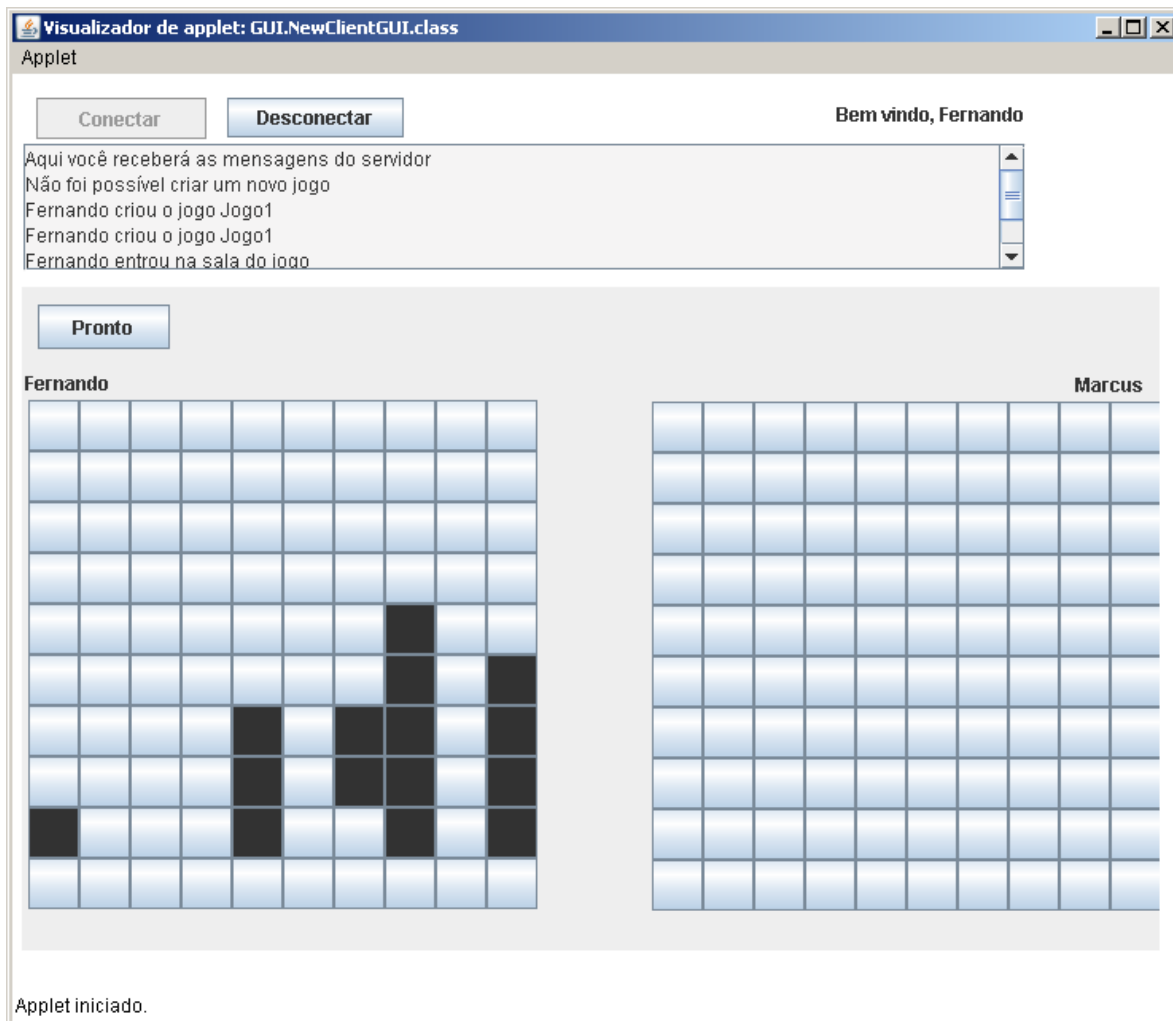 Visualizador de applet: GUI.NewClientGUI.class
Applet
Conectar Desconectar Bem vindo, Fernando
Aqui você receberá as mensagens do servidor
Não foi possível criar um novo jogo
Fernando criou o jogo Jogo1
Fernando criou o jogo Jogo1
Fernando entrou na sala do jogo
Pronto
Fernando Marcus
Applet iniciado.